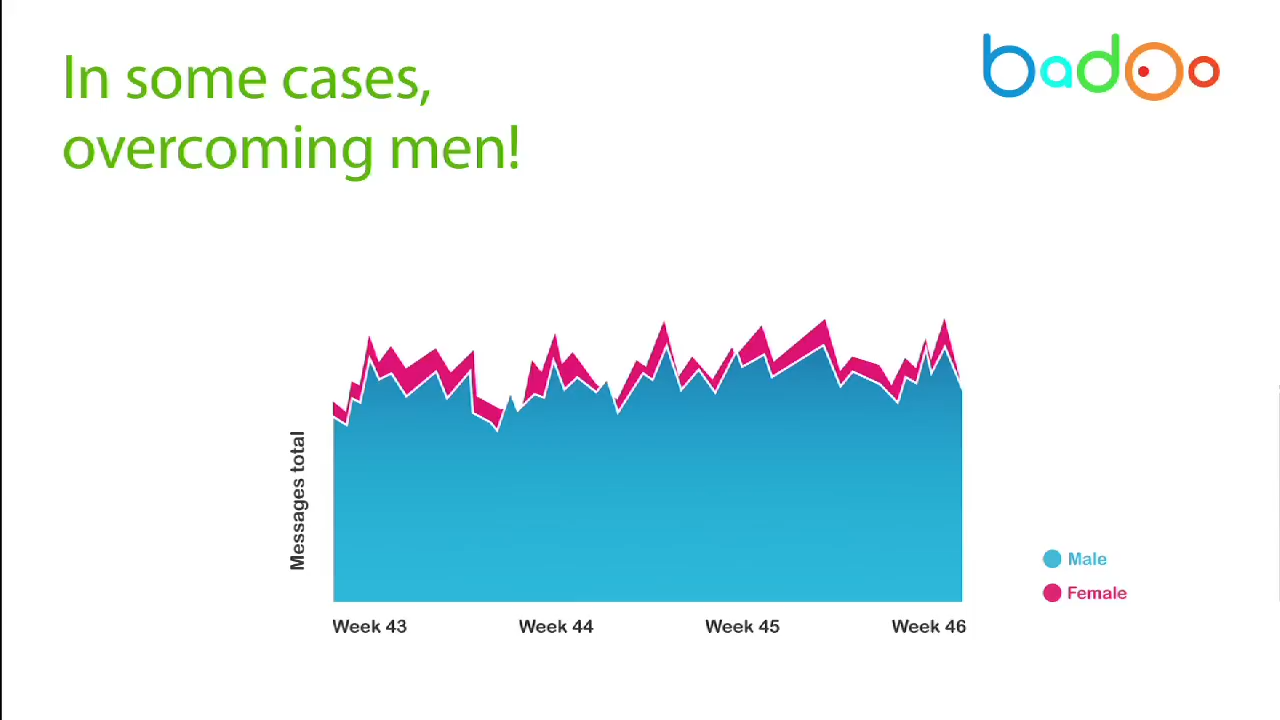 In some cases,
overcoming men!
badoo
Messages total
Week 43
Week 44
Week 45
Week 46
Male
Female